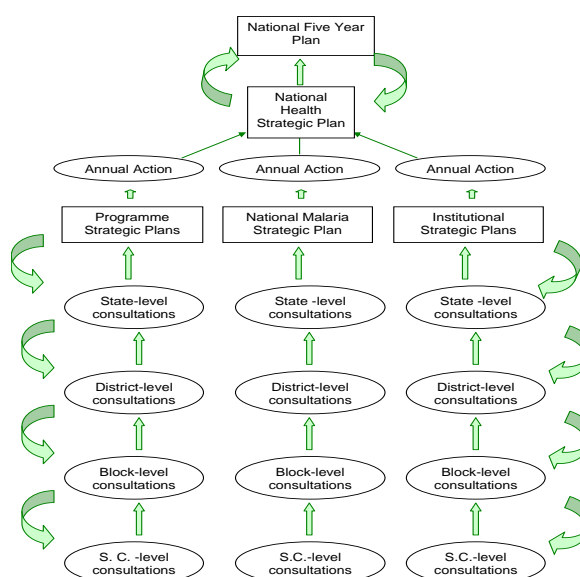 National Five Year
Plan
National
Health
Strategic Plan
Annual Action
Annual Action
Annual Action
Programme
Strategic Plans
National Malaria
Strategic Plan
Institutional
Strategic Plans
State-level
consultations
State -level
consultations
State -level
consultations
District-level
consultations
District-level
consultations
District-level
consultations
Block-level
consultations
Block-level
consultations
Block-level
consultations
S. C. -level
consultations
S.C.-level
consultations
S.C.-level
consultations